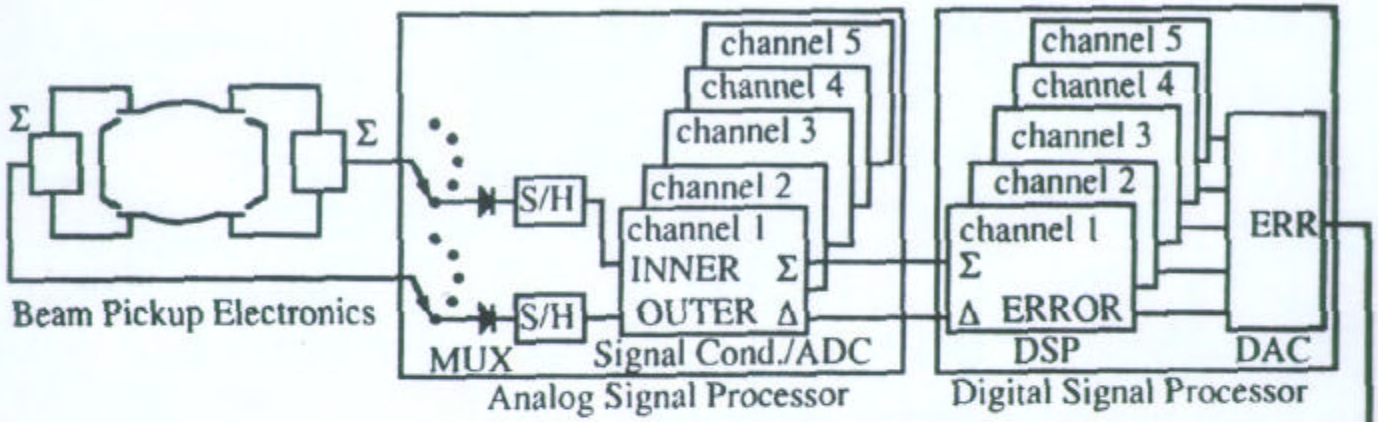 channel 5
channel 4
channel 3
channel 2
channel 1
INNER Σ
OUTER Δ
Σ
Σ
S/H
S/H
MUX
Signal Cond./ADC
Beam Pickup Electronics
Analog Signal Processor
channel 5
channel 4
channel 3
channel 2
channel 1
Σ
Δ ERROR
ERR
DSP
DAC
Digital Signal Processor